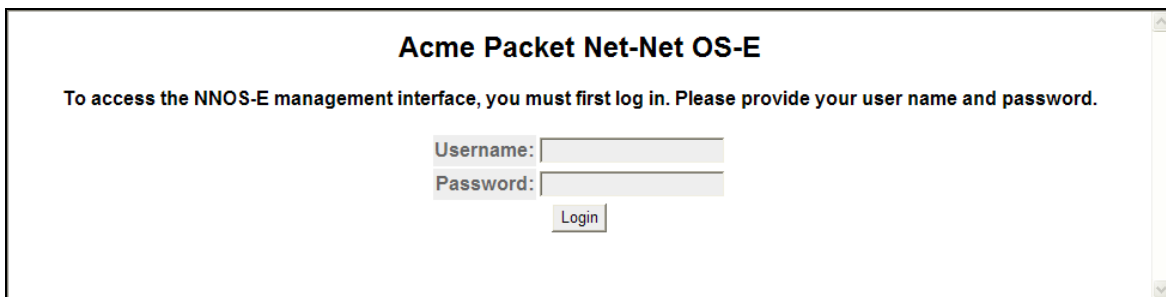 Acme Packet Net-Net OS-E
To access the NNOS-E management interface, you must first log in. Please provide your user name and password.
Username:
Password:
Login